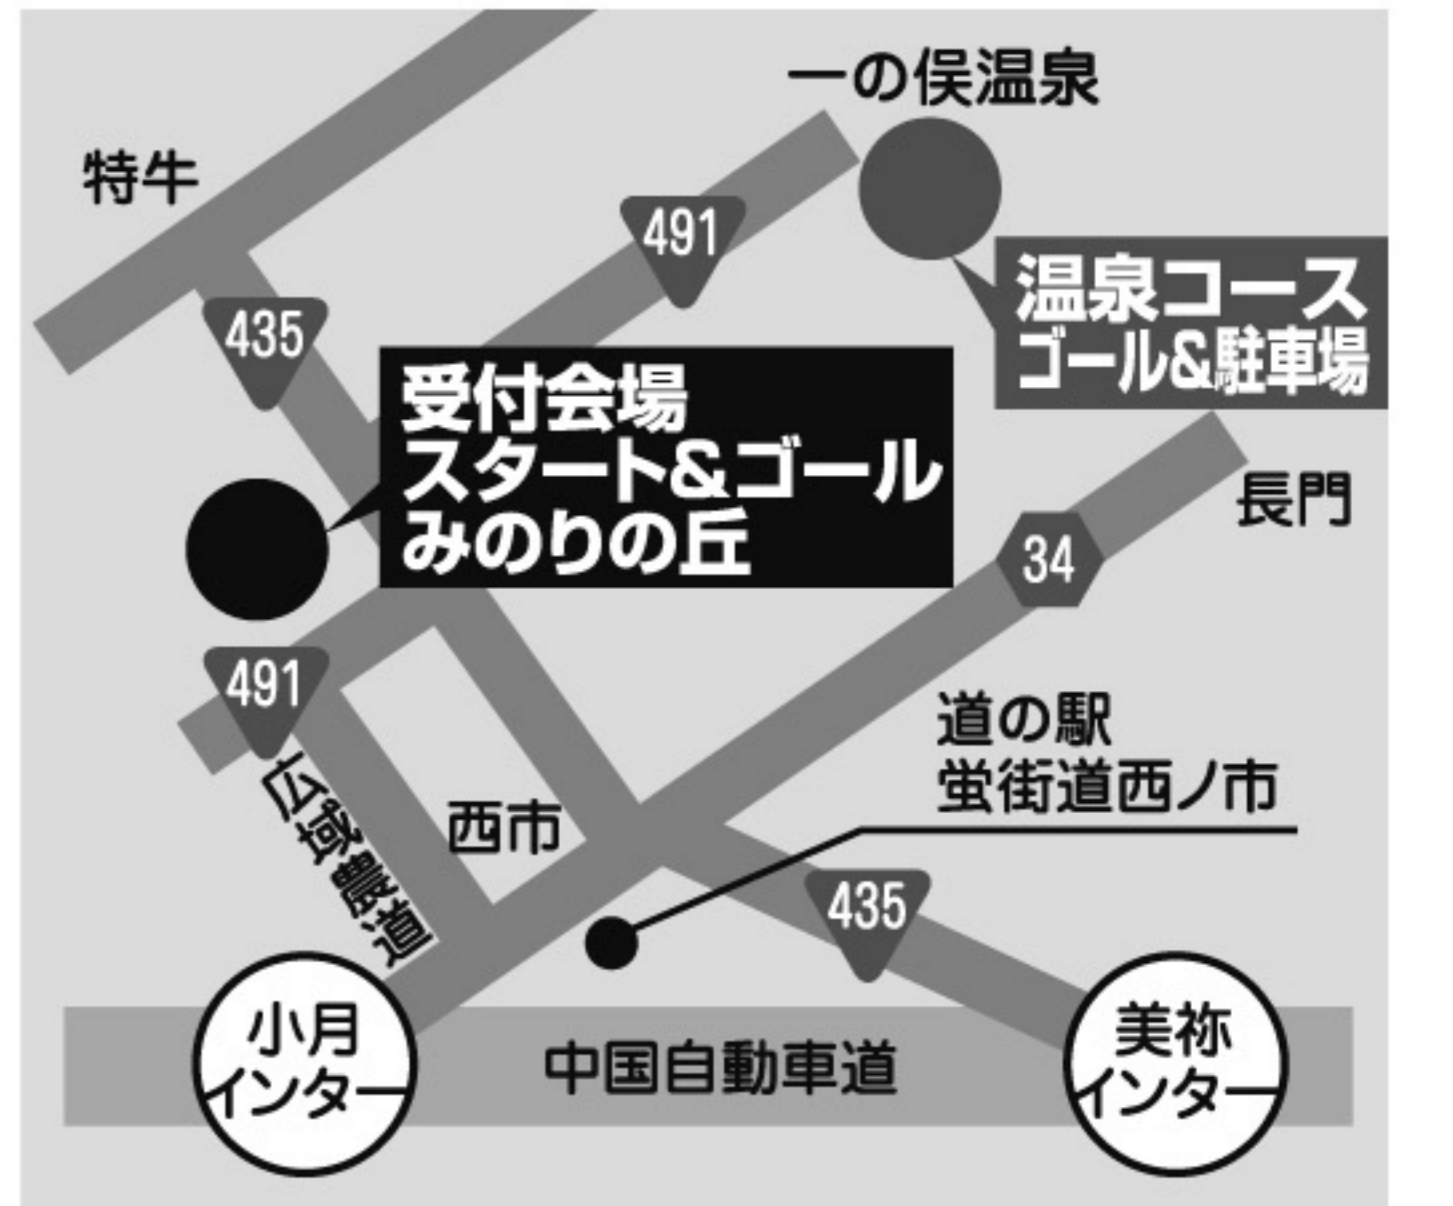 一の俣温泉
特牛
491
435
温泉コース
ゴール&駐車場
受付会場
スタート&ゴール
みのりの丘
長門
34
491
広域農道
西市
道の駅
蛍街道西ノ市
435
小月
インター
中国自動車道
美祢
インター